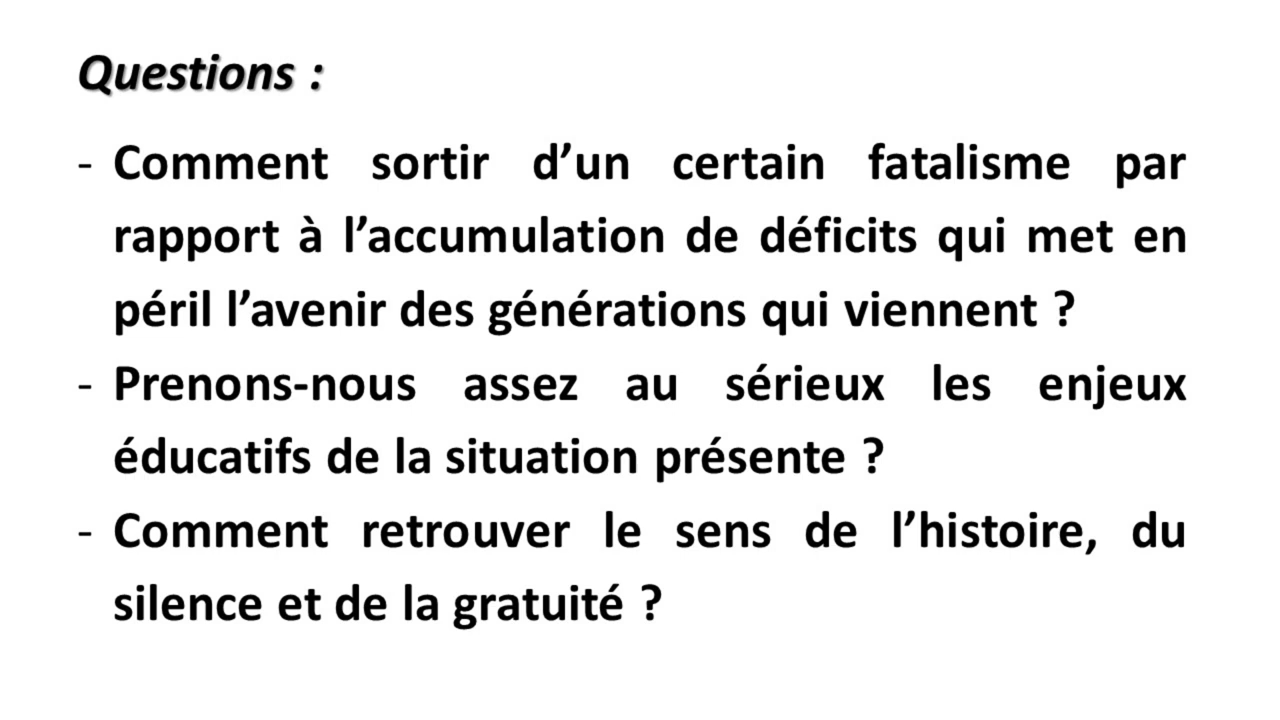 Questions :
- Comment sortir d’un certain fatalisme par
rapport à l’accumulation de déficits qui met en
péril l’avenir des générations qui viennent ?
- Prenons-nous assez au sérieux les enjeux
éducatifs de la situation présente ?
- Comment retrouver le sens de l’histoire, du
silence et de la gratuité ?